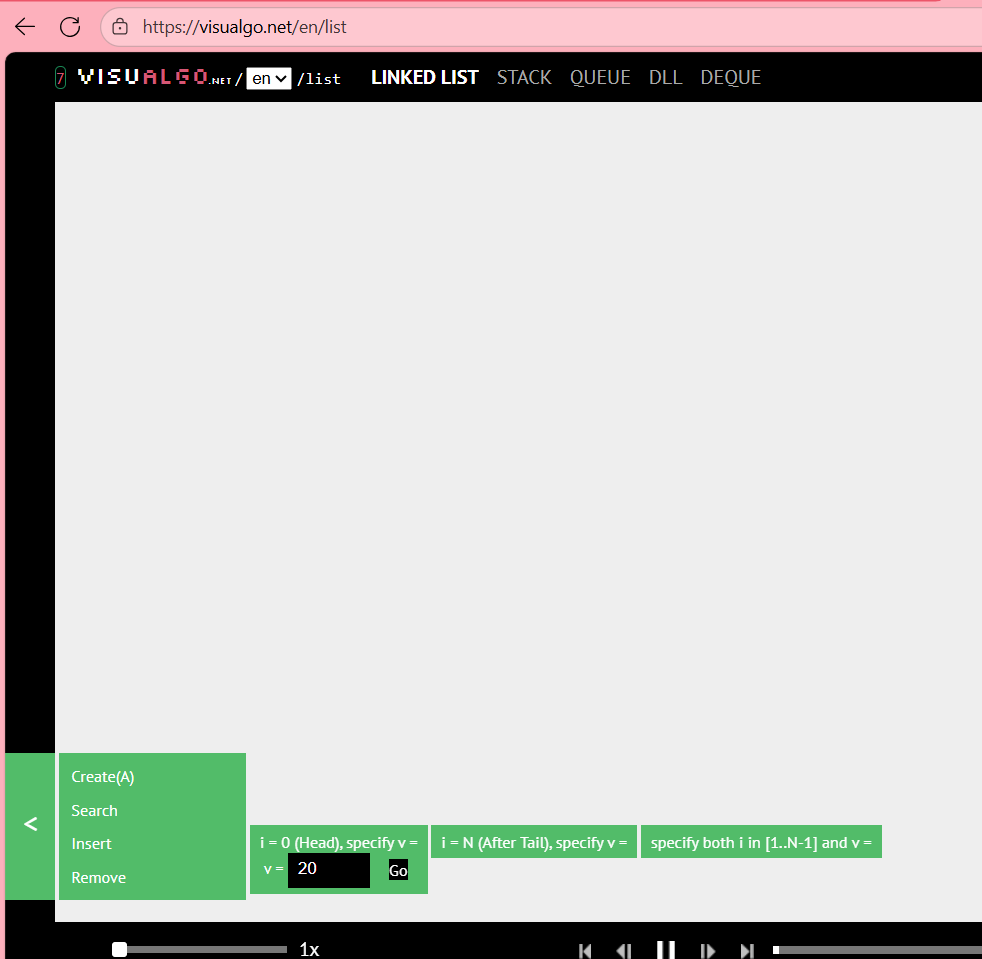 https://visualgo.net/en/list
7 VISUALGO.NET / en /list LINKED LIST STACK QUEUE DLL DEQUE
<
Create(A)
Search
Insert
Remove
i = 0 (Head), specify v =
i = N (After Tail), specify v =
specify both i in [1..N-1] and v =
v = 20 Go
1x